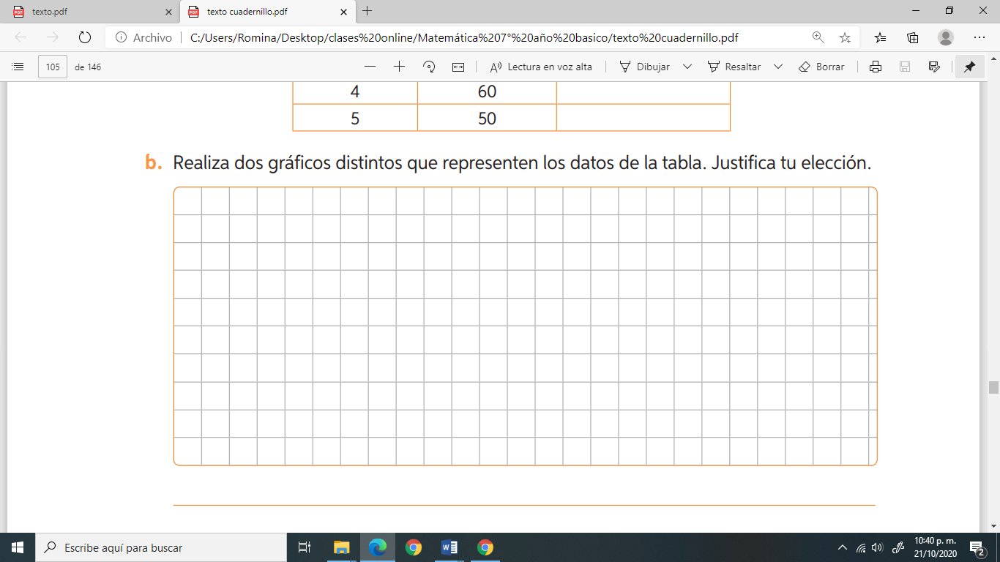 texto.pdf
texto cuadernillo.pdf
Archivo
C:/Users/Romina/Desktop/clases%20online/Matemática%207°%20año%20basico/texto%20cuadernillo.pdf
105 de 146
Lectura en voz alta
Dibujar
Resaltar
Borrar
4 60
5 50
b. Realiza dos gráficos distintos que representen los datos de la tabla. Justifica tu elección.
Escribe aquí para buscar
10:40 p. m.
21/10/2020
2